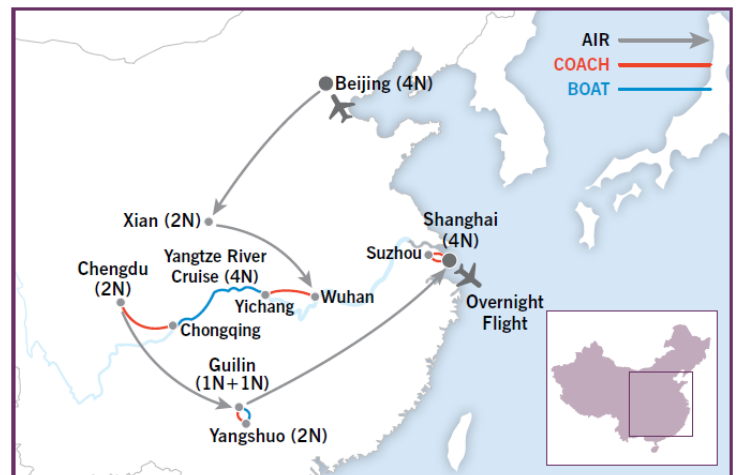 AIR
COACH
BOAT
Beijing (4N)
Xian (2N)
Shanghai
(4N)
Suzhou
Yangtze River
Cruise (4N)
Chengdu
(2N)
Yichang
Wuhan
Overnight
Flight
Chongqing
Guilin
(1N+1N)
Yangshuo (2N)